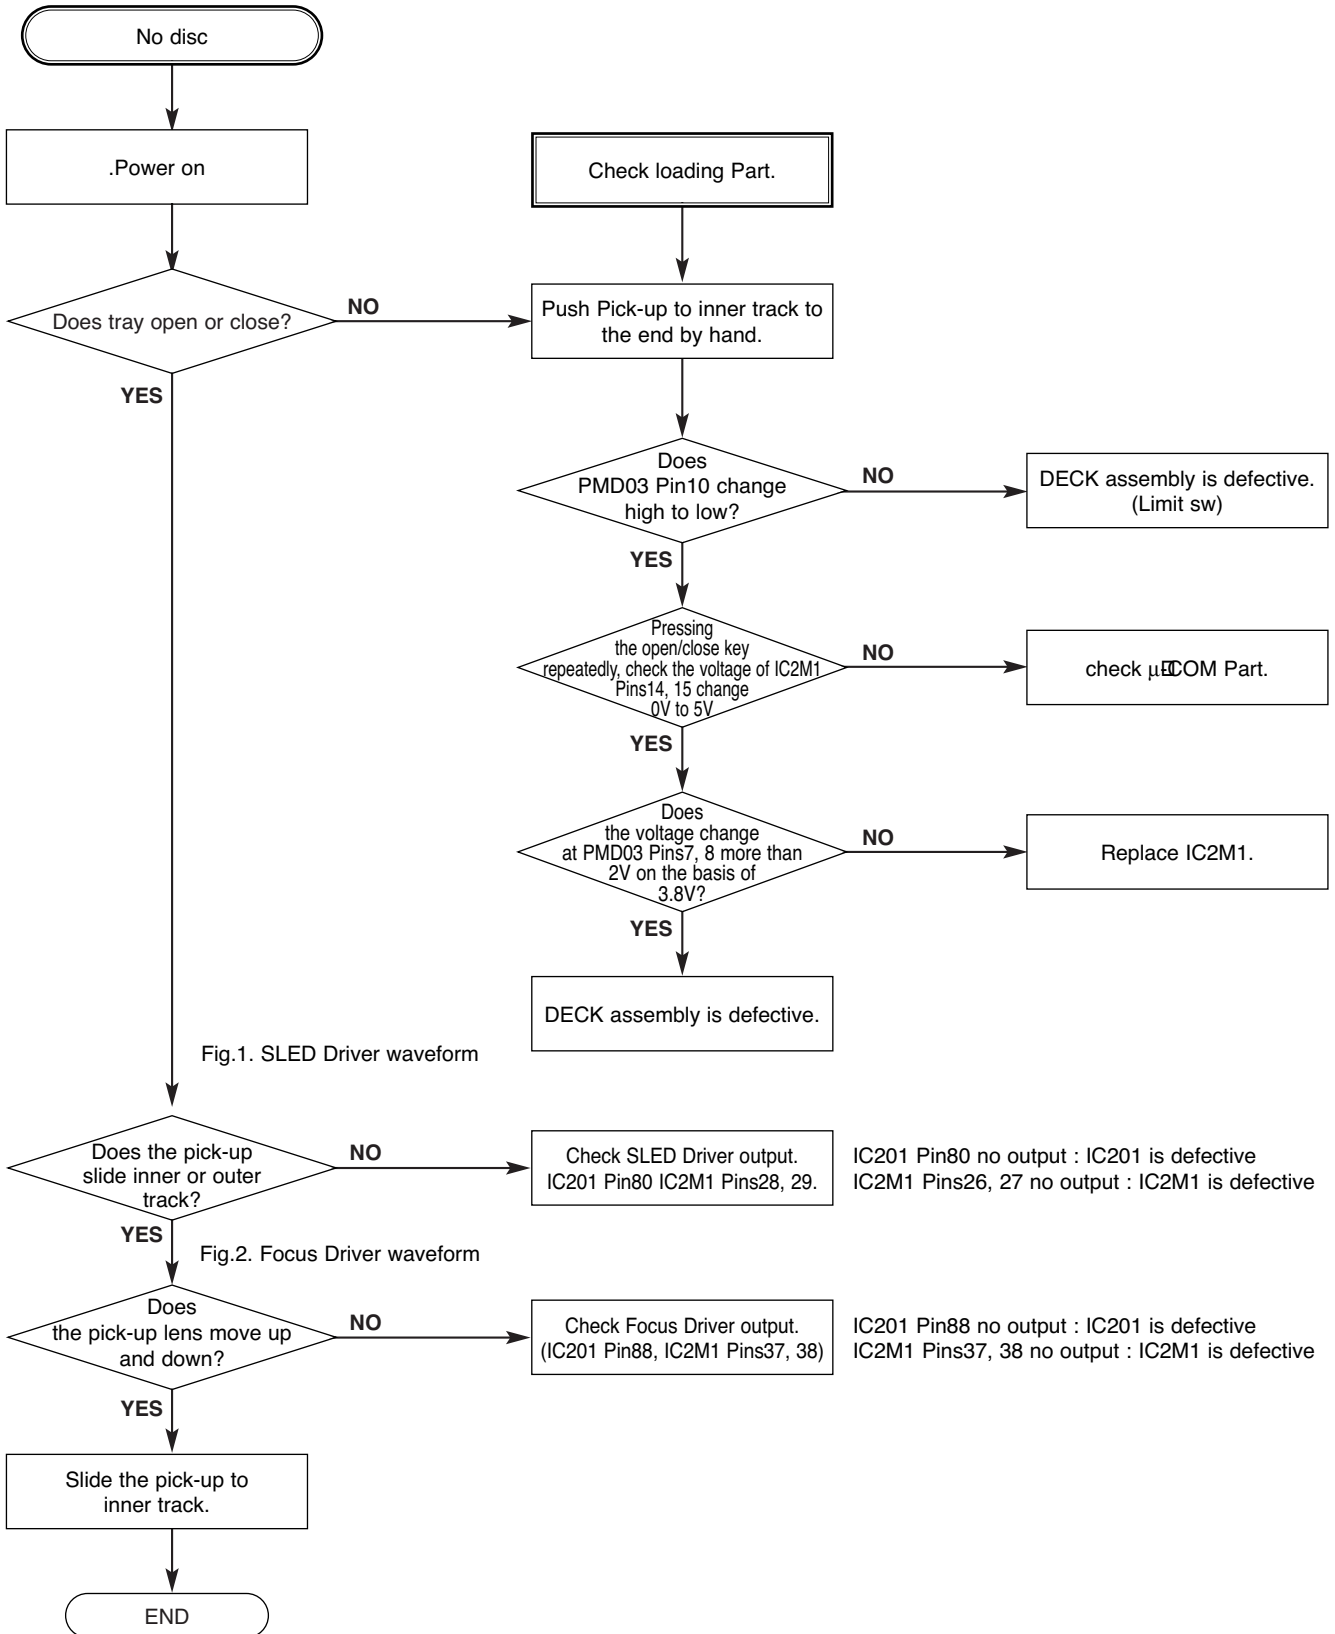 No disc
.Power on
Check loading Part.
Does tray open or close?
NO
Push Pick-up to inner track to
the end by hand.
YES
Does
PMD03 Pin10 change
high to low?
NO
DECK assembly is defective.
(Limit sw)
YES
Pressing
the open/close key
repeatedly, check the voltage of IC2M1
Pins14, 15 change
0V to 5V
NO
check µ-COM Part.
YES
Does
the voltage change
at PMD03 Pins7, 8 more than
2V on the basis of
3.8V?
NO
Replace IC2M1.
YES
DECK assembly is defective.
Fig.1. SLED Driver waveform
Does the pick-up
slide inner or outer
track?
NO
Check SLED Driver output.
IC201 Pin80 IC2M1 Pins28, 29.
IC201 Pin80 no output : IC201 is defective
IC2M1 Pins26, 27 no output : IC2M1 is defective
YES
Fig.2. Focus Driver waveform
Does
the pick-up lens move up
and down?
NO
Check Focus Driver output.
(IC201 Pin88, IC2M1 Pins37, 38)
IC201 Pin88 no output : IC201 is defective
IC2M1 Pins37, 38 no output : IC2M1 is defective
YES
Slide the pick-up to
inner track.
END